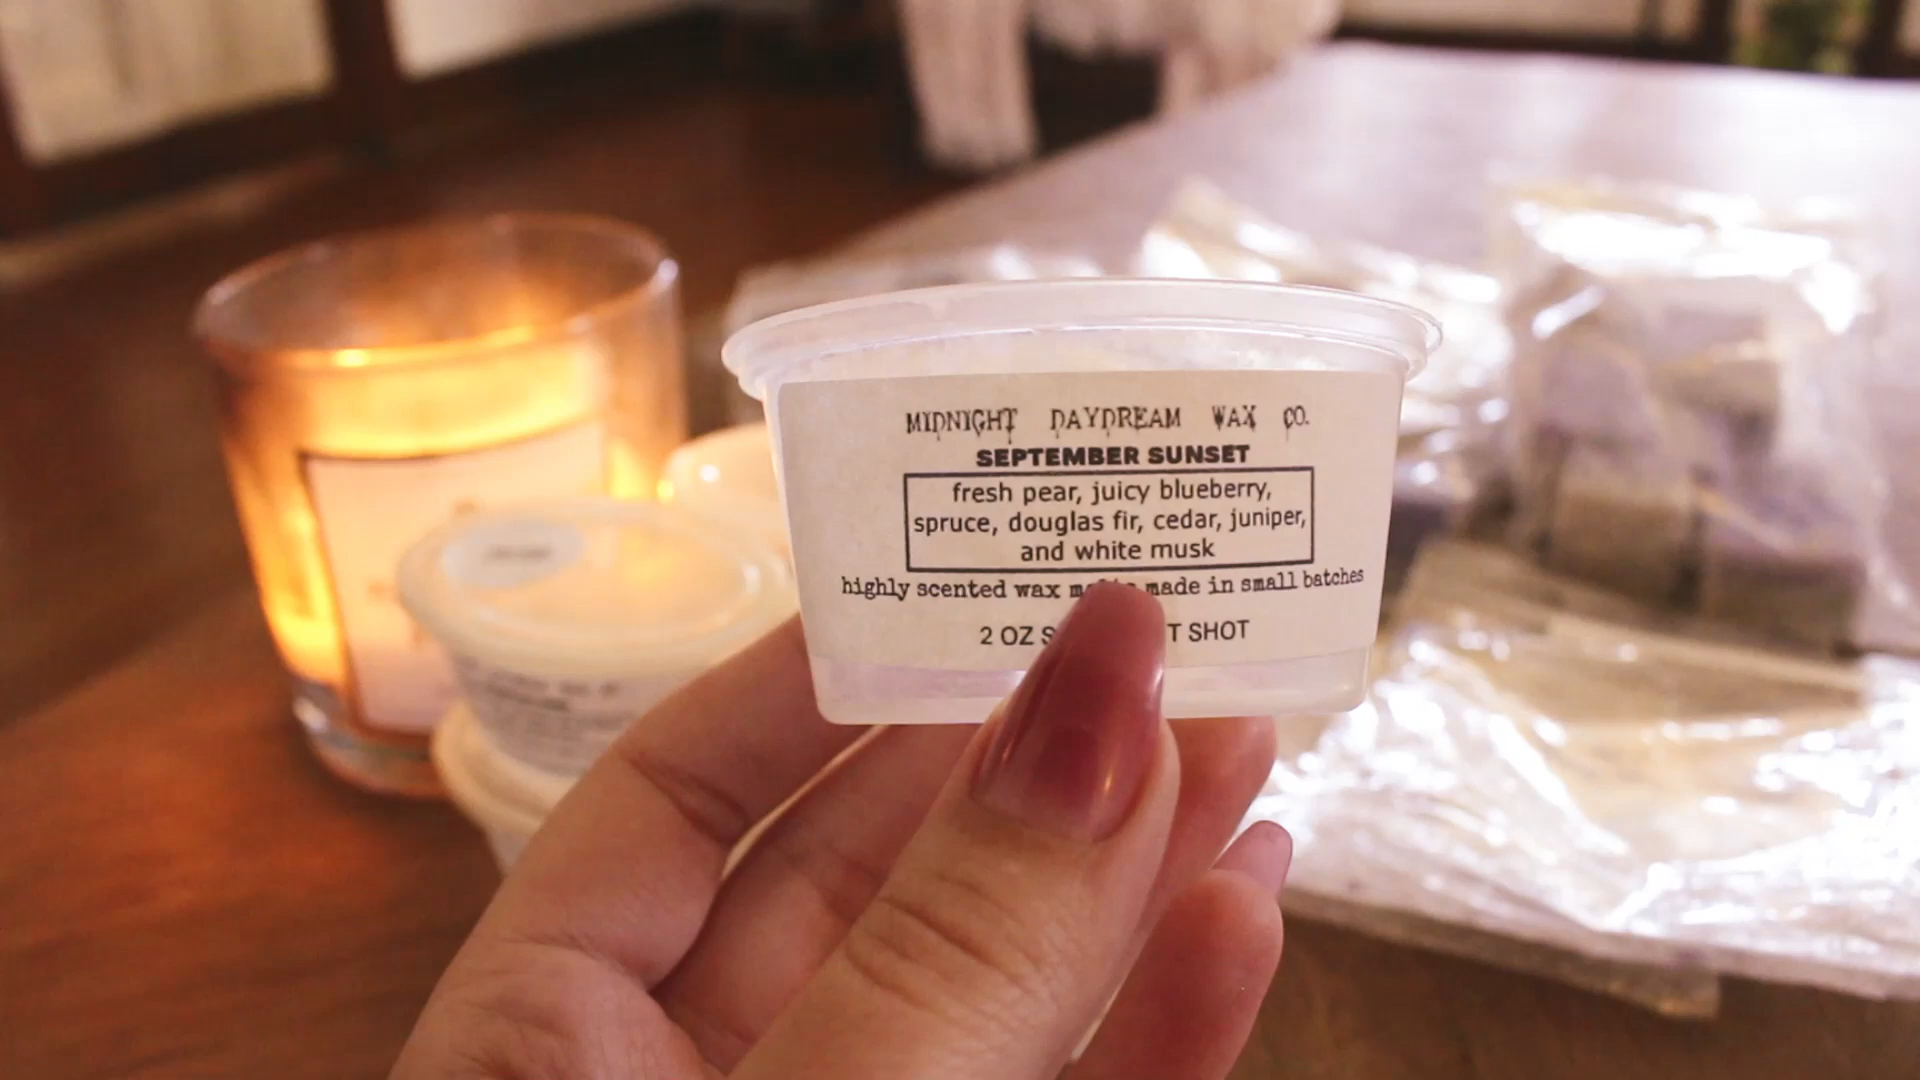 MIDNIGHT DAYDREAM WAX CO.
SEPTEMBER SUNSET
fresh pear, juicy blueberry,
spruce, douglas fir, cedar, juniper,
and white musk
highly scented wax made in small batches
2 OZ SHOT